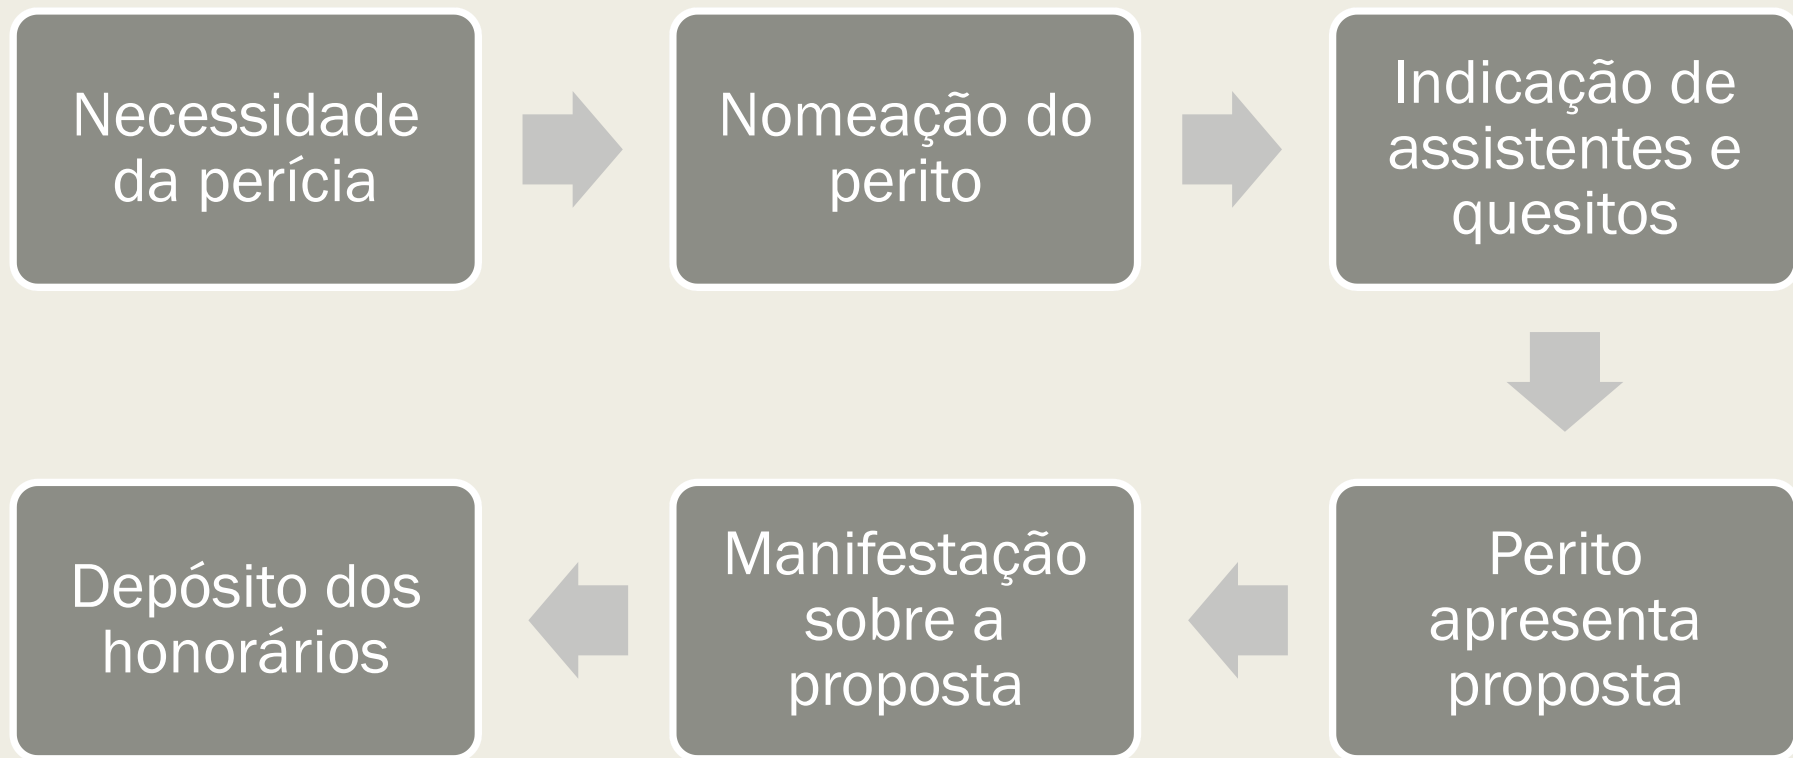 Necessidade
da perícia
Nomeação do
perito
Indicação de
assistentes e
quesitos
Perito
apresenta
proposta
Manifestação
sobre a
proposta
Depósito dos
honorários